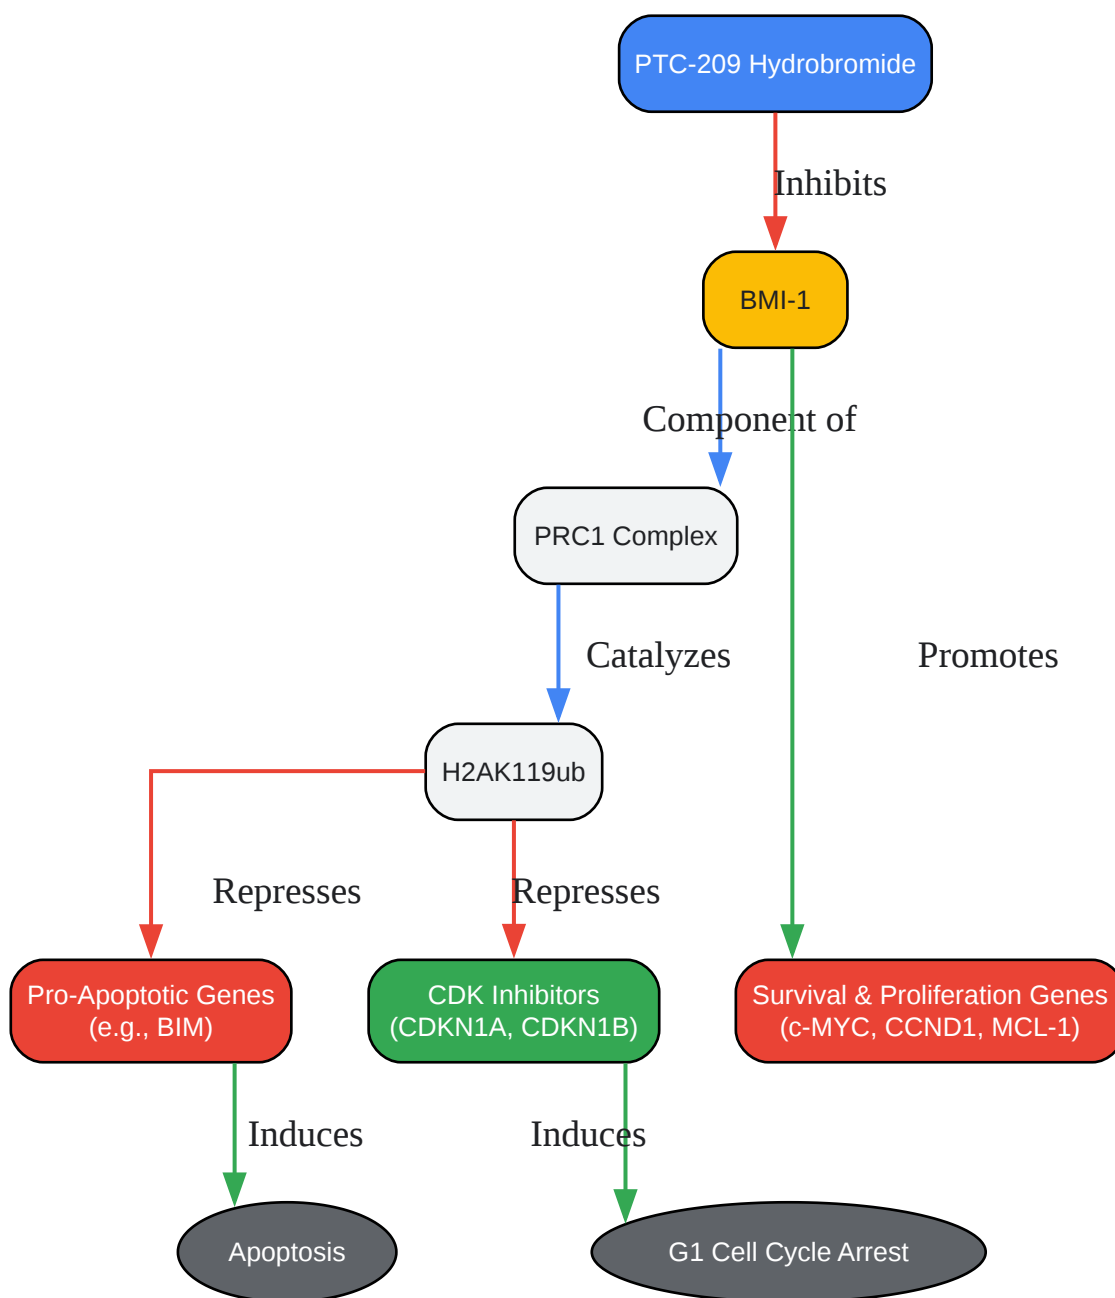 PTC-209 Hydrobromide
Inhibits
BMI-1
Component of
PRC1 Complex
Catalyzes
Promotes
H2AK119ub
Represses
Represses
Pro-Apoptotic Genes
(e.g., BIM)
CDK Inhibitors
(CDKN1A, CDKN1B)
Survival & Proliferation Genes
(c-MYC, CCND1, MCL-1)
Induces
Induces
Apoptosis
G1 Cell Cycle Arrest